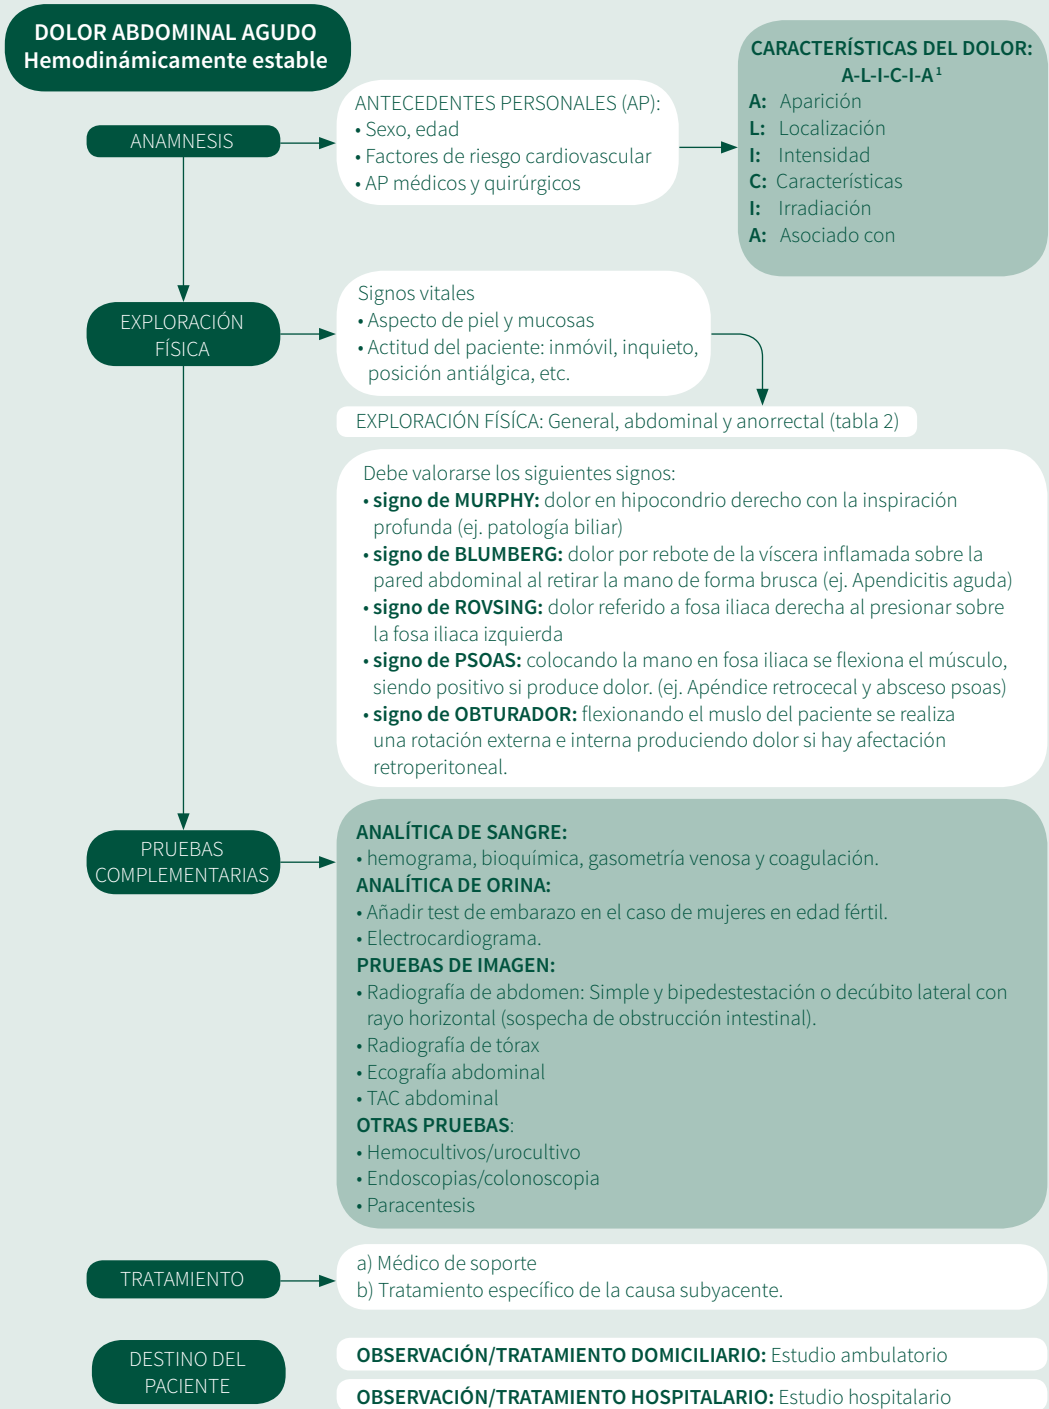 DOLOR ABDOMINAL AGUDO
Hemodinámicamente estable
ANAMNESIS
ANTECEDENTES PERSONALES (AP):
• Sexo, edad
• Factores de riesgo cardiovascular
• AP médicos y quirúrgicos
CARACTERÍSTICAS DEL DOLOR:
A-L-I-C-I-A¹
A: Aparición
L: Localización
I: Intensidad
C: Características
I: Irradiación
A: Asociado con
EXPLORACIÓN
FÍSICA
Signos vitales
• Aspecto de piel y mucosas
• Actitud del paciente: inmóvil, inquieto,
posición antiálgica, etc.
EXPLORACIÓN FÍSÍCA: General, abdominal y anorrectal (tabla 2)
Debe valorarse los siguientes signos:
• signo de MURPHY: dolor en hipocondrio derecho con la inspiración
profunda (ej. patología biliar)
• signo de BLUMBERG: dolor por rebote de la víscera inflamada sobre la
pared abdominal al retirar la mano de forma brusca (ej. Apendicitis aguda)
• signo de ROVSING: dolor referido a fosa iliaca derecha al presionar sobre
la fosa iliaca izquierda
• signo de PSOAS: colocando la mano en fosa iliaca se flexiona el músculo,
siendo positivo si produce dolor. (ej. Apéndice retrocecal y absceso psoas)
• signo de OBTURADOR: flexionando el muslo del paciente se realiza
una rotación externa e interna produciendo dolor si hay afectación
retroperitoneal.
PRUEBAS
COMPLEMENTARIAS
ANALÍTICA DE SANGRE:
• hemograma, bioquímica, gasometría venosa y coagulación.
ANALÍTICA DE ORINA:
• Añadir test de embarazo en el caso de mujeres en edad fértil.
• Electrocardiograma.
PRUEBAS DE IMAGEN:
• Radiografía de abdomen: Simple y bipedestestación o decúbito lateral con
rayo horizontal (sospecha de obstrucción intestinal).
• Radiografía de tórax
• Ecografía abdominal
• TAC abdominal
OTRAS PRUEBAS:
• Hemocultivos/urocultivo
• Endoscopias/colonoscopia
• Paracentesis
TRATAMIENTO
a) Médico de soporte
b) Tratamiento específico de la causa subyacente.
DESTINO DEL
PACIENTE
OBSERVACIÓN/TRATAMIENTO DOMICILIARIO: Estudio ambulatorio
OBSERVACIÓN/TRATAMIENTO HOSPITALARIO: Estudio hospitalario